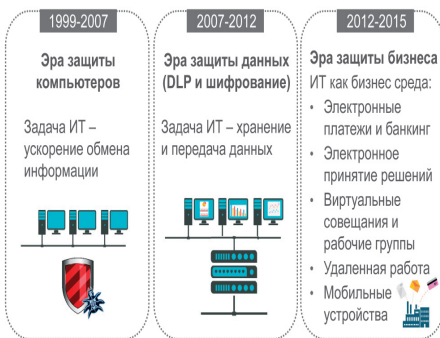 1999-2007
Эра защиты
компьютеров
Задача ИТ –
ускорение обмена
информации
2007-2012
Эра защиты данных
(DLP и шифрование)
Задача ИТ – хранение
и передача данных
2012-2015
Эра защиты бизнеса
ИТ как бизнес среда:
• Электронные
платежи и банкинг
• Электронное
принятие решений
• Виртуальные
совещания и
рабочие группы
• Удаленная работа
• Мобильные
устройства